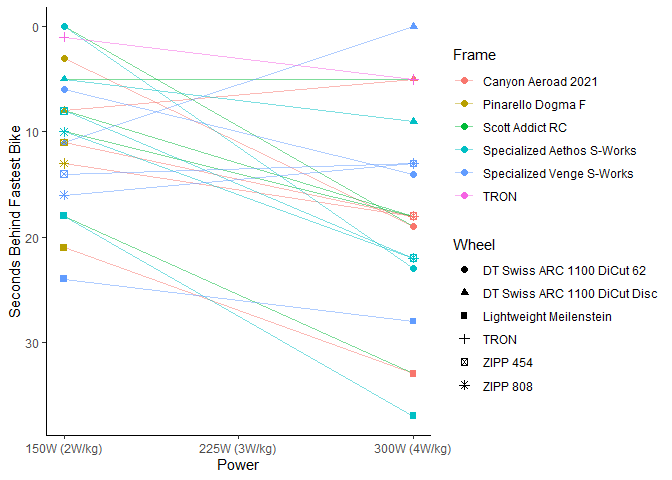 Seconds Behind Fastest Bike
0
10
20
30
150W (2W/kg)
225W (3W/kg)
300W (4W/kg)
Power
Frame
Canyon Aeroad 2021
Pinarello Dogma F
Scott Addict RC
Specialized Aethos S-Works
Specialized Venge S-Works
TRON
Wheel
DT Swiss ARC 1100 DiCut 62
DT Swiss ARC 1100 DiCut Disc
Lightweight Meilenstein
TRON
ZIPP 454
ZIPP 808